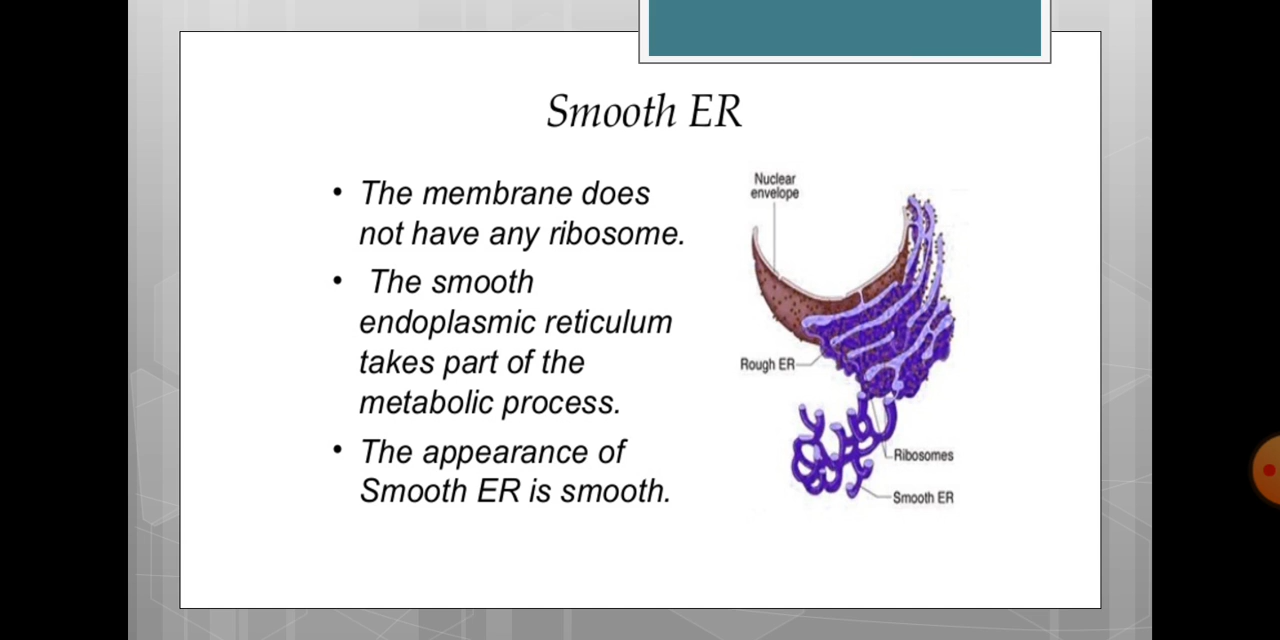 Smooth ER
• The membrane does
not have any ribosome.
• The smooth
endoplasmic reticulum
takes part of the
metabolic process.
• The appearance of
Smooth ER is smooth.
Nuclear
envelope
Rough ER
Ribosomes
Smooth ER